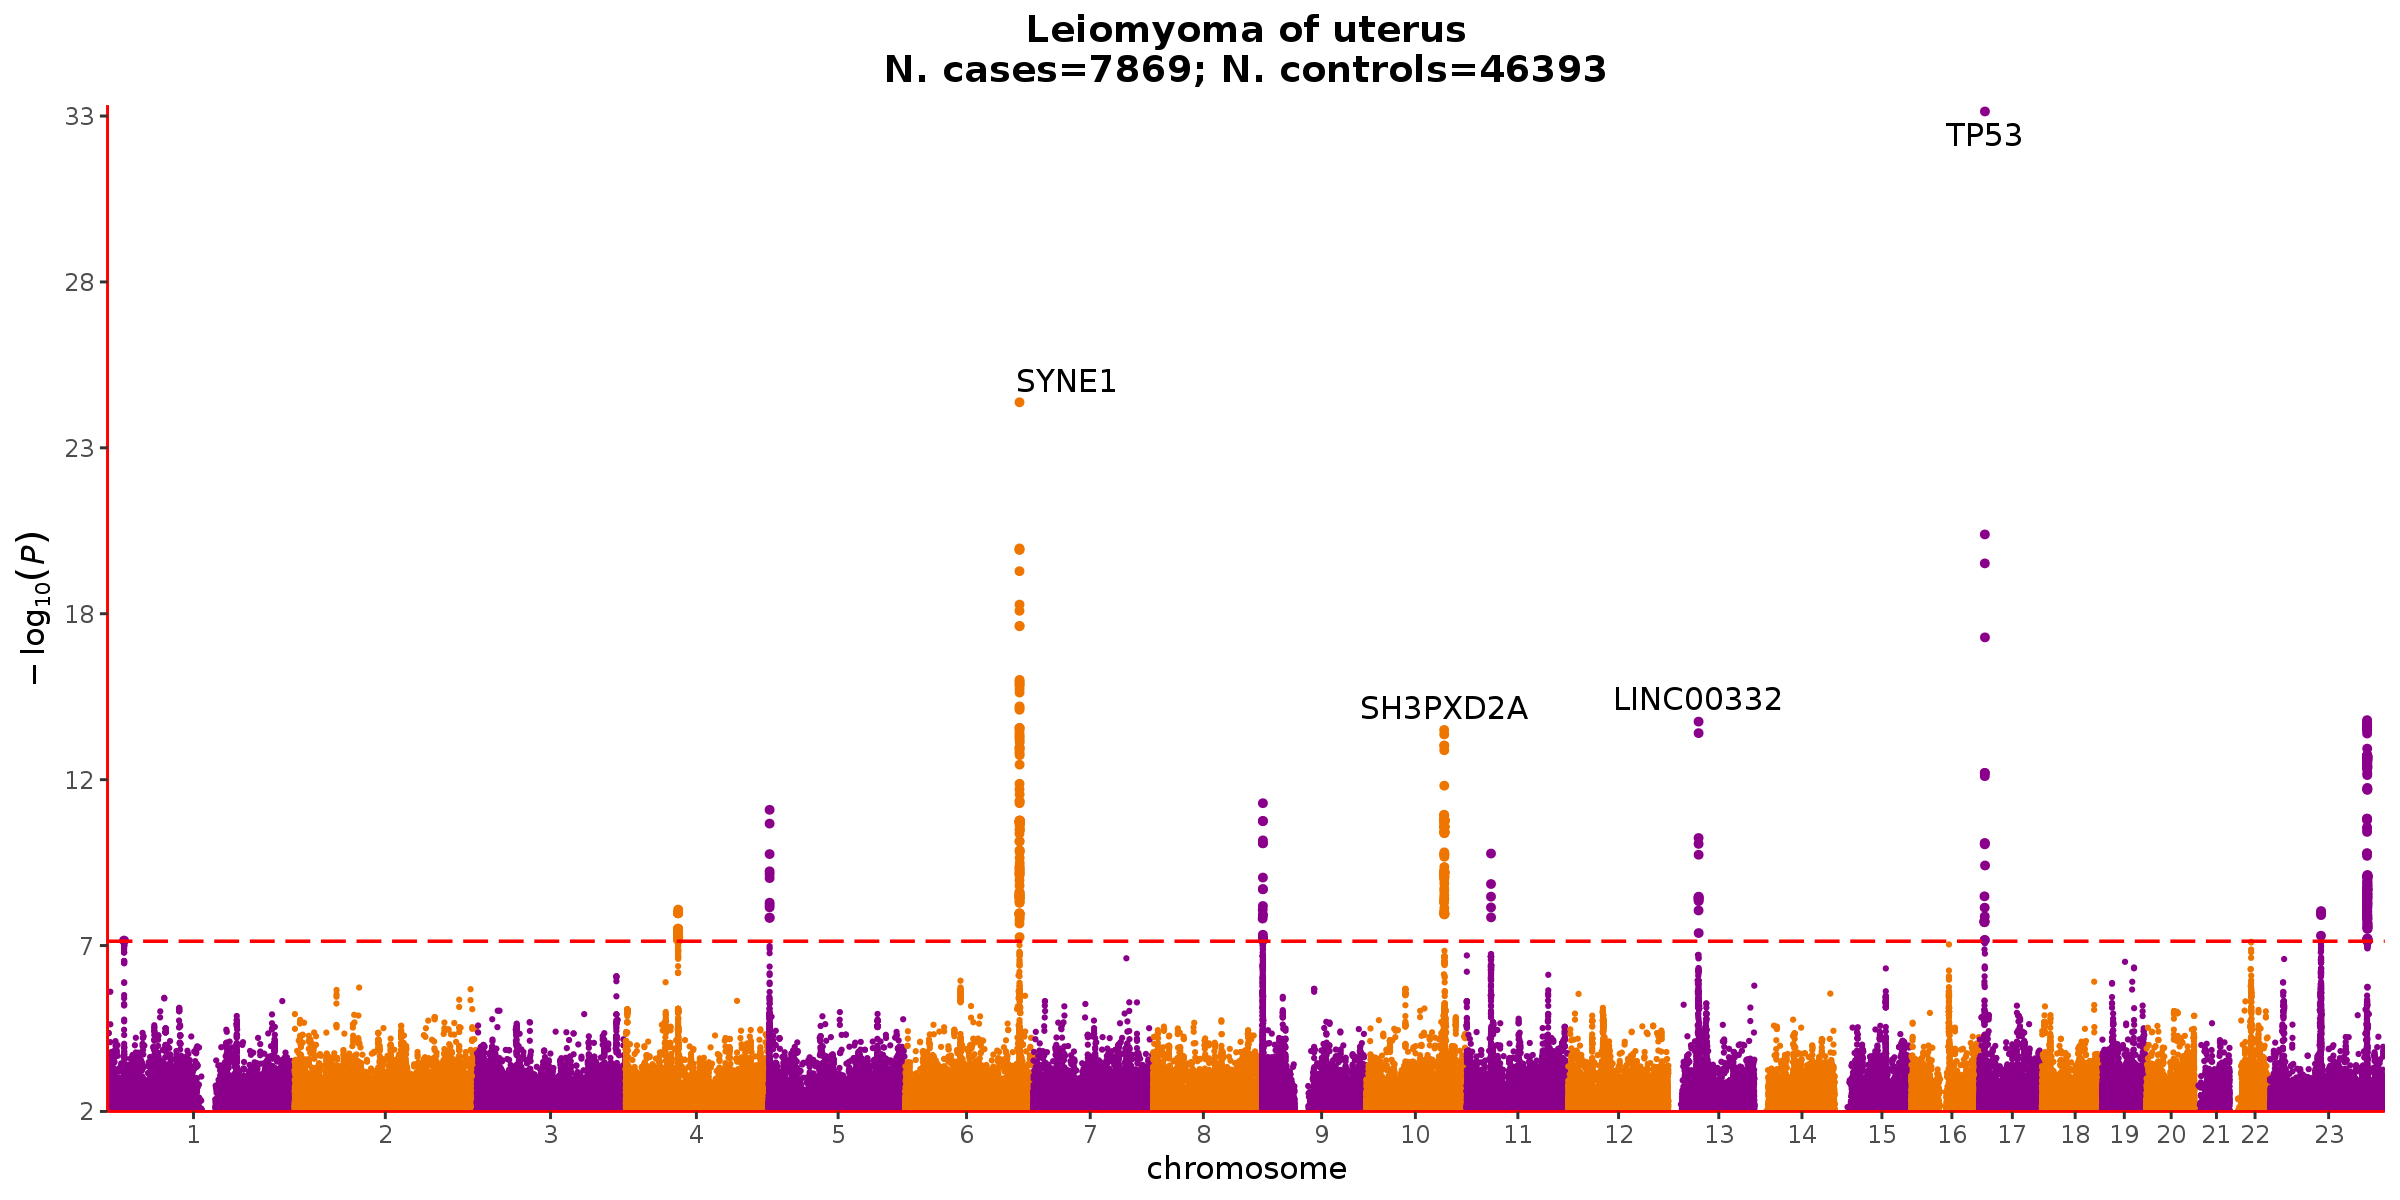 Leiomyoma of uterus
N. cases=7869; N. controls=46393
33
TP53
28
SYNE1
23
−log10(P)
18
SH3PXD2A
LINC00332
12
7
2
1 2 3 4 5 6 7 8 9 10 11 12 13 14 15 16 17 18 19 20 21 22 23
chromosome